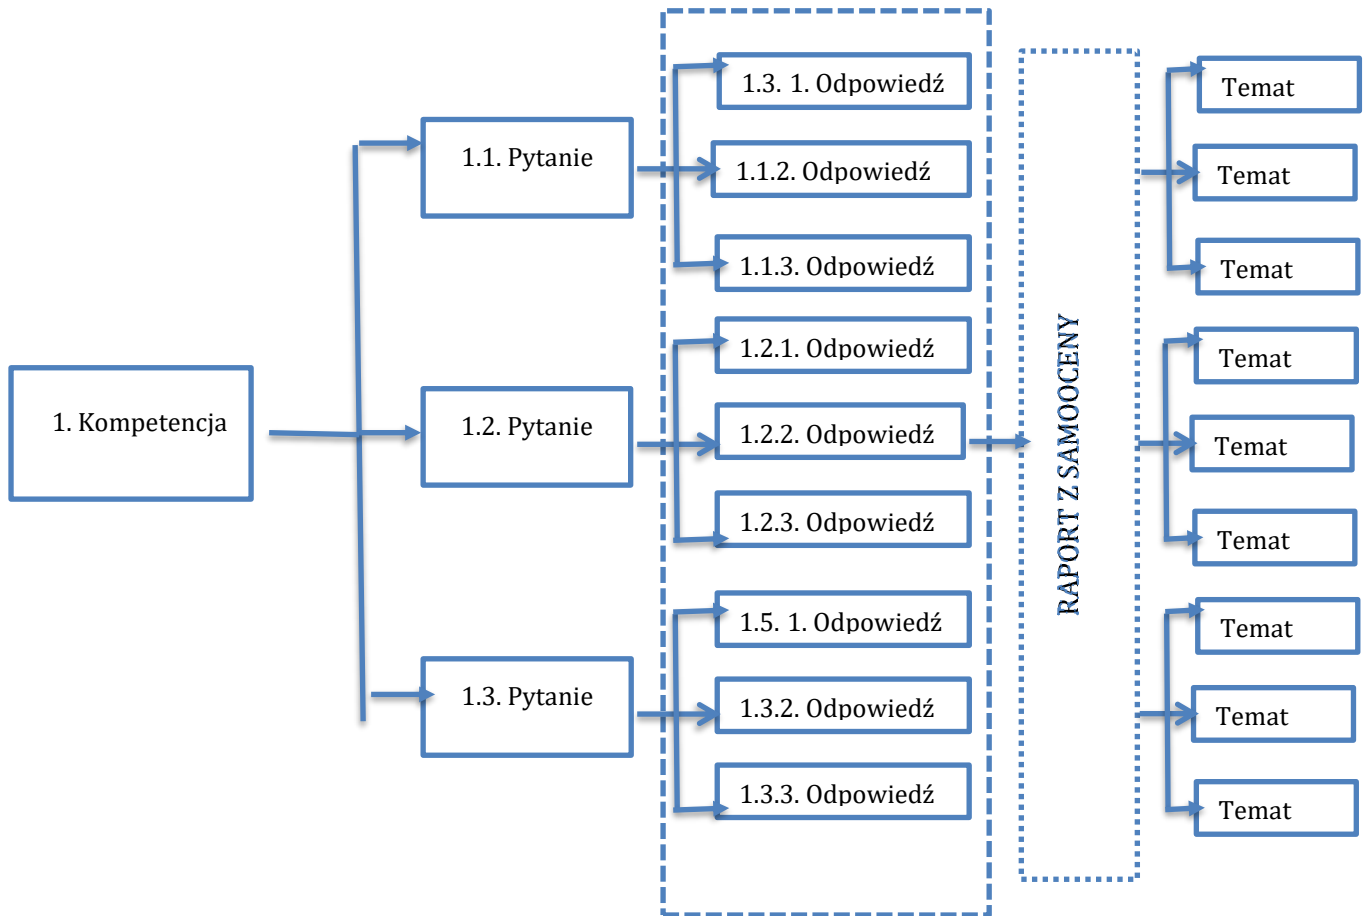 1. Kompetencja
1.1. Pytanie
1.2. Pytanie
1.3. Pytanie
1.3. 1. Odpowiedź
1.1.2. Odpowiedź
1.1.3. Odpowiedź
1.2.1. Odpowiedź
1.2.2. Odpowiedź
1.2.3. Odpowiedź
1.5. 1. Odpowiedź
1.3.2. Odpowiedź
1.3.3. Odpowiedź
RAPORT Z SAMOOCENY
Temat
Temat
Temat
Temat
Temat
Temat
Temat
Temat
Temat